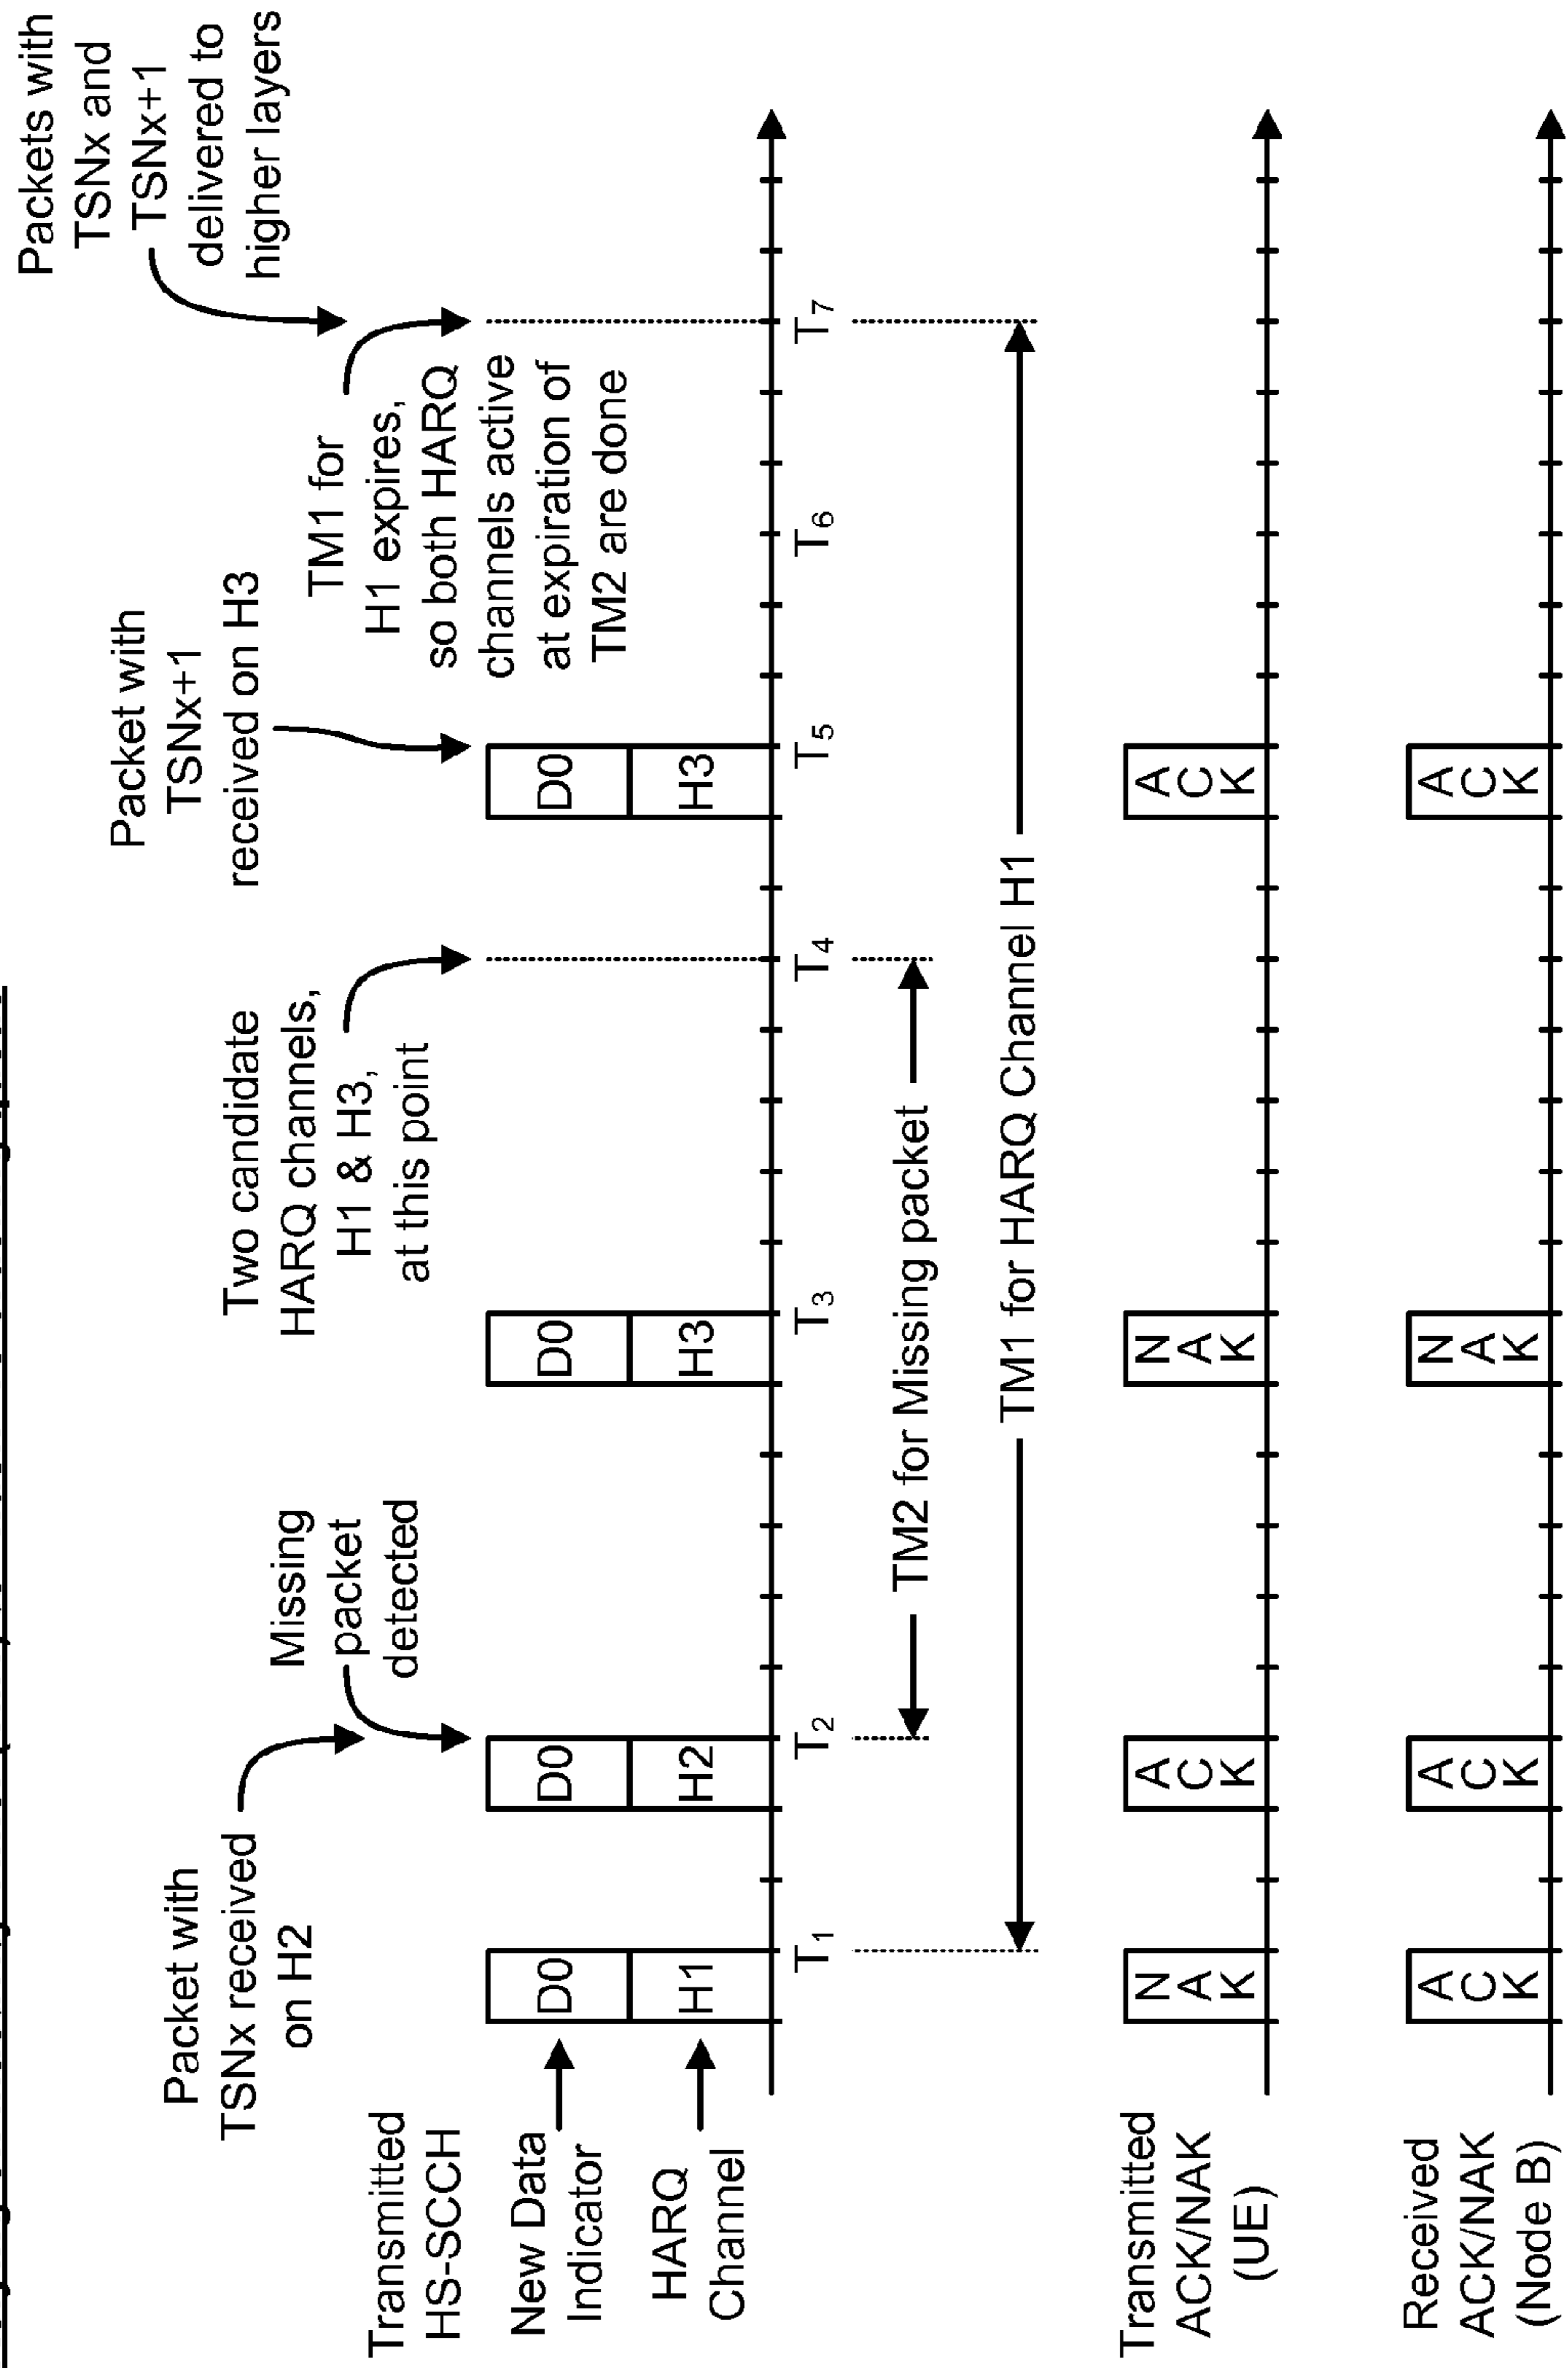 Packet with
TSNx received
on H2
Missing
packet
detected
Two candidate
HARQ channels,
H1 & H3,
at this point
Packet with
TSNx+1
received on H3
TM1 for
H1 expires,
so both HARQ
channels active
at expiration of
TM2 are done
Packets with
TSNx and
TSNx+1
delivered to
higher layers
Transmitted
HS-SCCH
New Data
Indicator
HARQ
Channel
D0
H1
D0
H2
D0
H3
D0
H3
T1
T2
T3
T4
T5
T6
T7
TM2 for Missing packet
TM1 for HARQ Channel H1
Transmitted
ACK/NAK
(UE)
NAK
ACK
NAK
ACK
Received
ACK/NAK
(Node B)
ACK
ACK
NAK
ACK